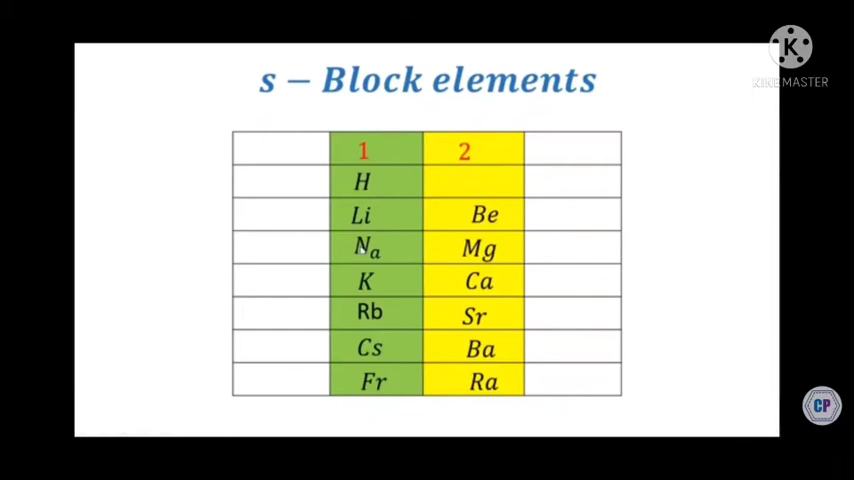 s – Block elements
K
KINEMASTER
1 2
H
Li Be
Na Mg
K Ca
Rb Sr
Cs Ba
Fr Ra
CP